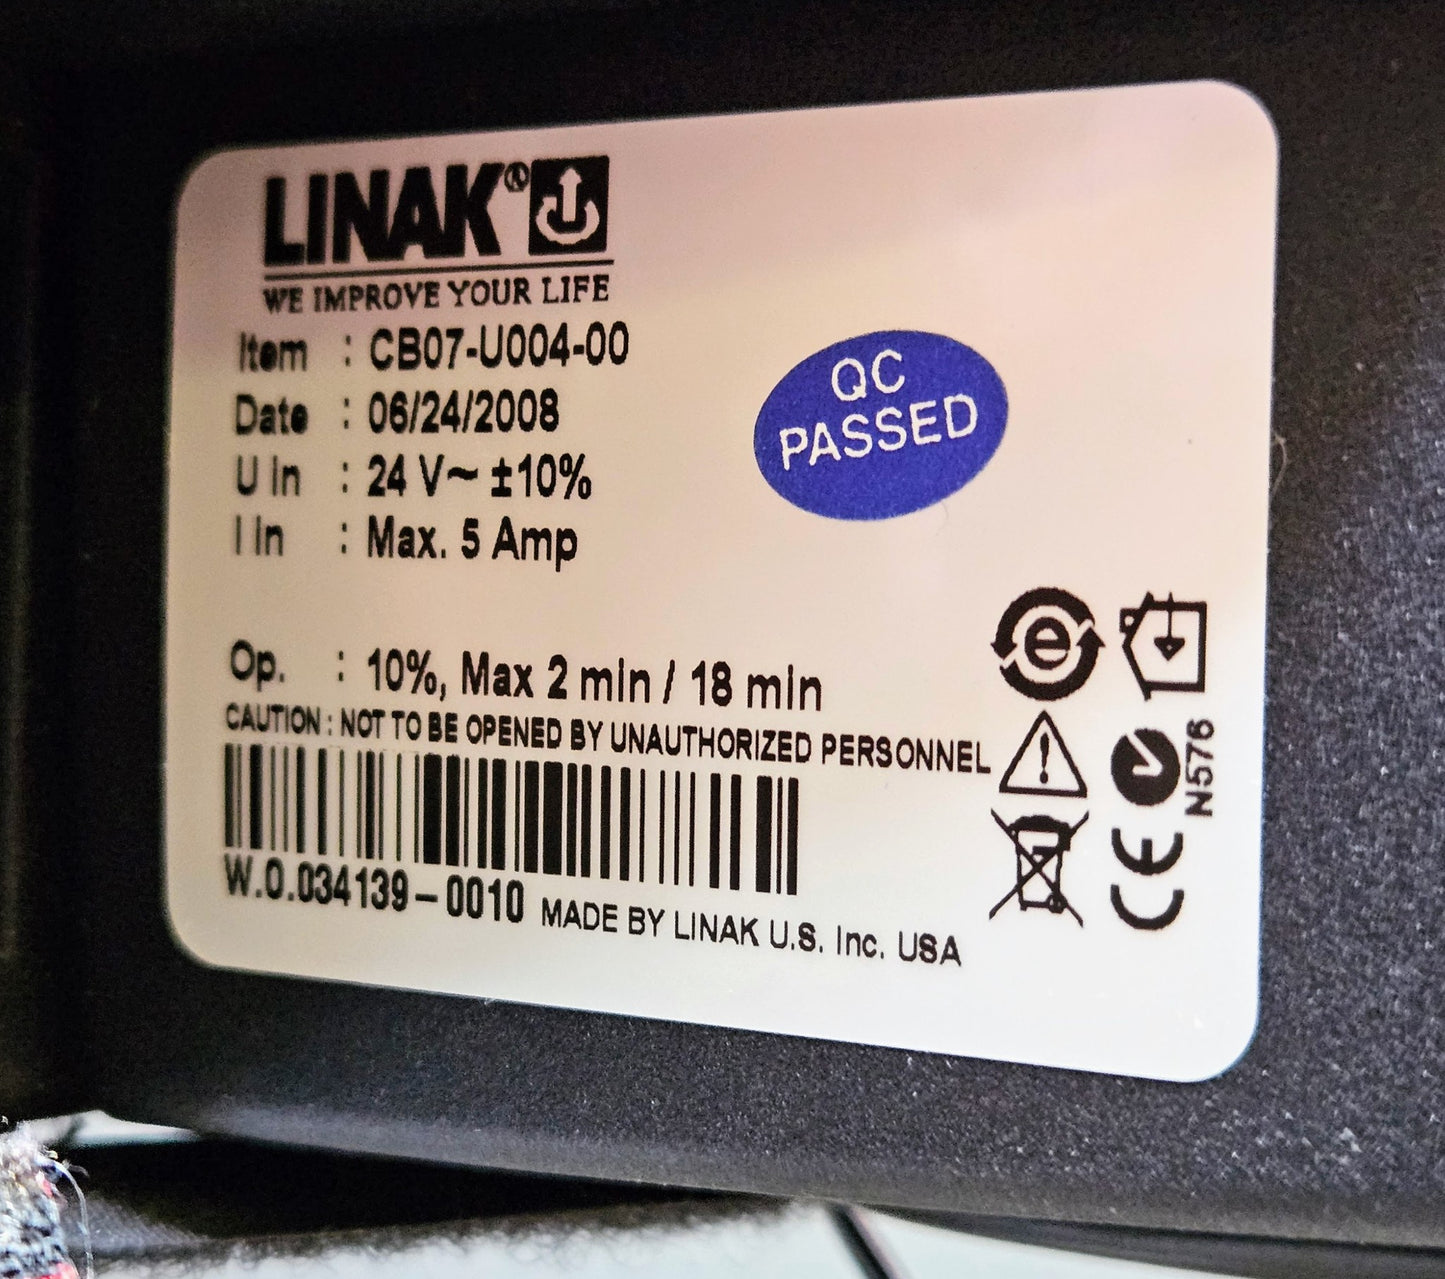 LINAK®
WE IMPROVE YOUR LIFE
Item : CB07-U004-00
Date : 06/24/2008
U in : 24 V~ ±10%
I in : Max. 5 Amp
QC
PASSED
Op. : 10%, Max 2 min / 18 min
CAUTION : NOT TO BE OPENED BY UNAUTHORIZED PERSONNEL
e
N576
CE
W.O.034139-0010 MADE BY LINAK U.S. Inc. USA